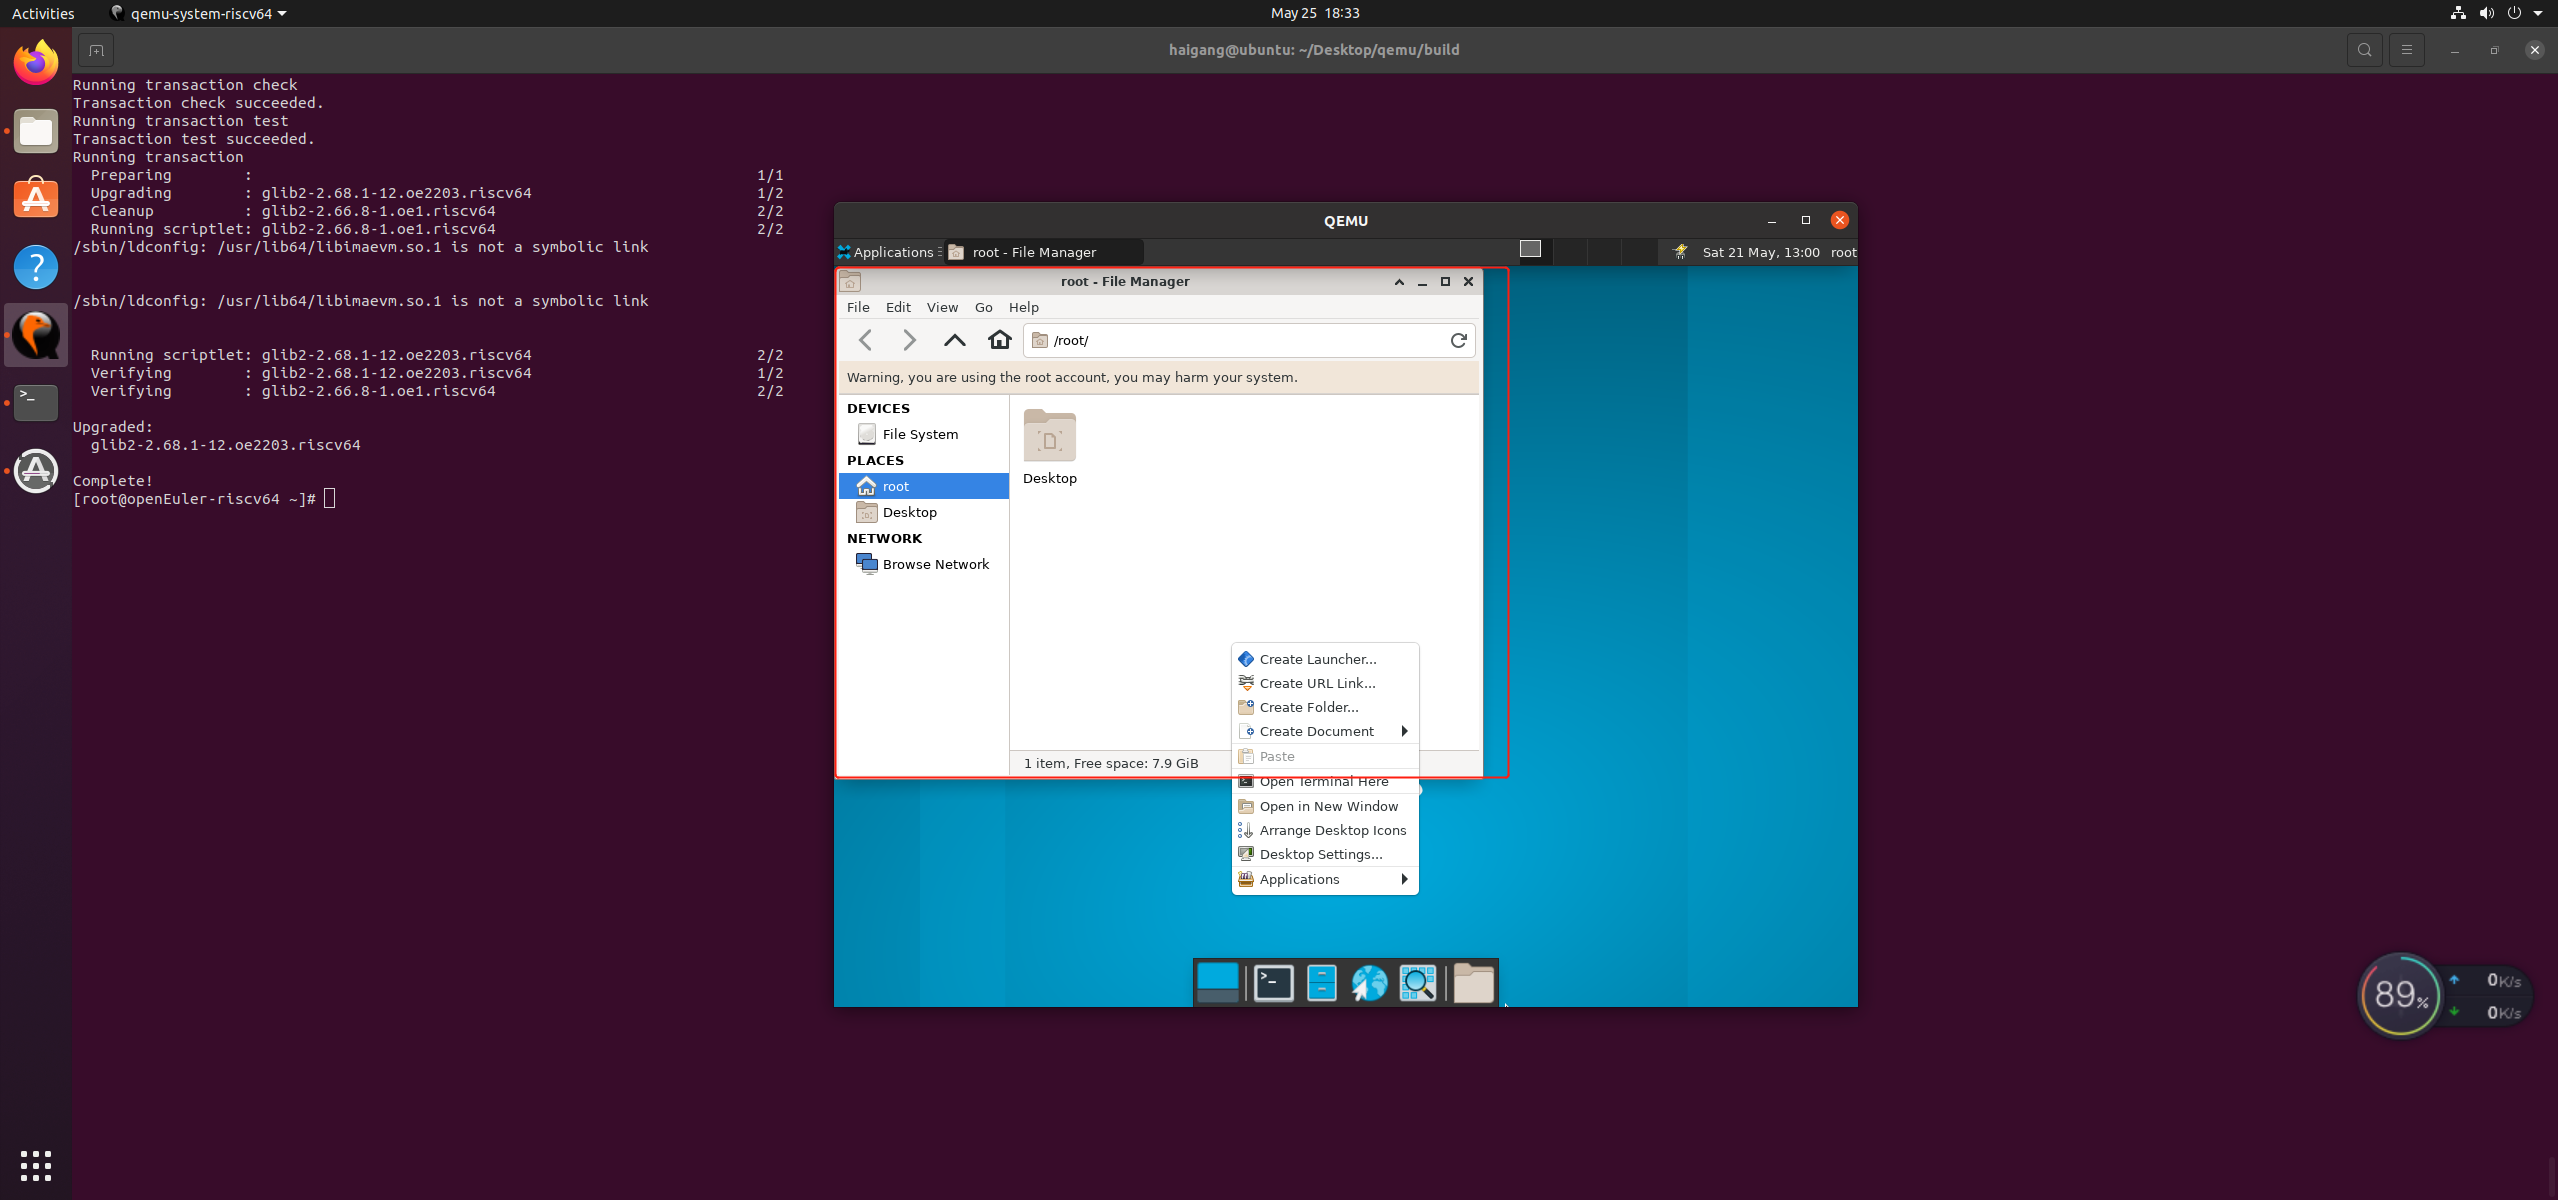 Activities
qemu-system-riscv64
May 25 18:33
haigang@ubuntu: ~/Desktop/qemu/build
Running transaction check
Transaction check succeeded.
Running transaction test
Transaction test succeeded.
Running transaction
Preparing : 1/1
Upgrading : glib2-2.68.1-12.oe2203.riscv64 1/2
Cleanup : glib2-2.66.8-1.oe1.riscv64 2/2
Running scriptlet: glib2-2.66.8-1.oe1.riscv64 2/2
/sbin/ldconfig: /usr/lib64/libimaevm.so.1 is not a symbolic link
/sbin/ldconfig: /usr/lib64/libimaevm.so.1 is not a symbolic link
Running scriptlet: glib2-2.68.1-12.oe2203.riscv64 2/2
Verifying : glib2-2.68.1-12.oe2203.riscv64 1/2
Verifying : glib2-2.66.8-1.oe1.riscv64 2/2
Upgraded:
glib2-2.68.1-12.oe2203.riscv64
Complete!
[root@openEuler-riscv64 ~]#
QEMU
Applications
root - File Manager
Sat 21 May, 13:00
root
root - File Manager
File Edit View Go Help
/root/
Warning, you are using the root account, you may harm your system.
DEVICES
File System
PLACES
root
Desktop
NETWORK
Browse Network
Desktop
1 item, Free space: 7.9 GiB
Create Launcher...
Create URL Link...
Create Folder...
Create Document
Paste
Open Terminal Here
Open in New Window
Arrange Desktop Icons
Desktop Settings...
Applications
89%
0K/s
0K/s